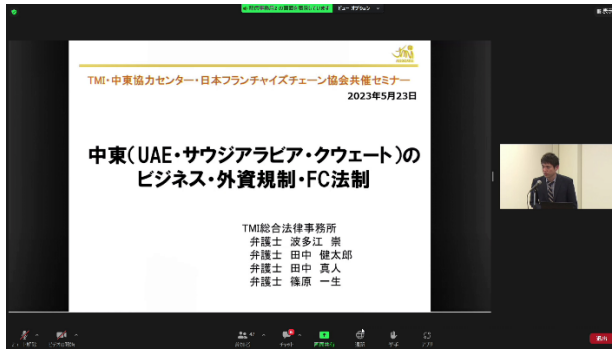 TMI・中東協力センター・日本フランチャイズチェーン協会共催セミナー
2023年5月23日
中東(UAE・サウジアラビア・クウェート)の
ビジネス・外資規制・FC法制
TMI総合法律事務所
弁護士 波多江 崇
弁護士 田中 健太郎
弁護士 田中 真人
弁護士 篠原 一生